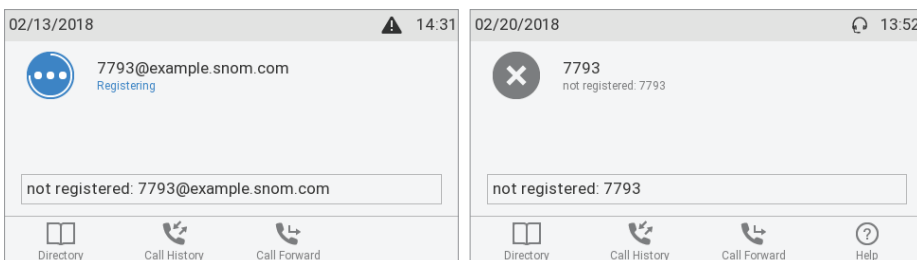 02/13/2018 14:31
7793@example.snom.com
Registering
not registered: 7793@example.snom.com
Directory Call History Call Forward
02/20/2018 13:52
7793
not registered: 7793
not registered: 7793
Directory Call History Call Forward Help